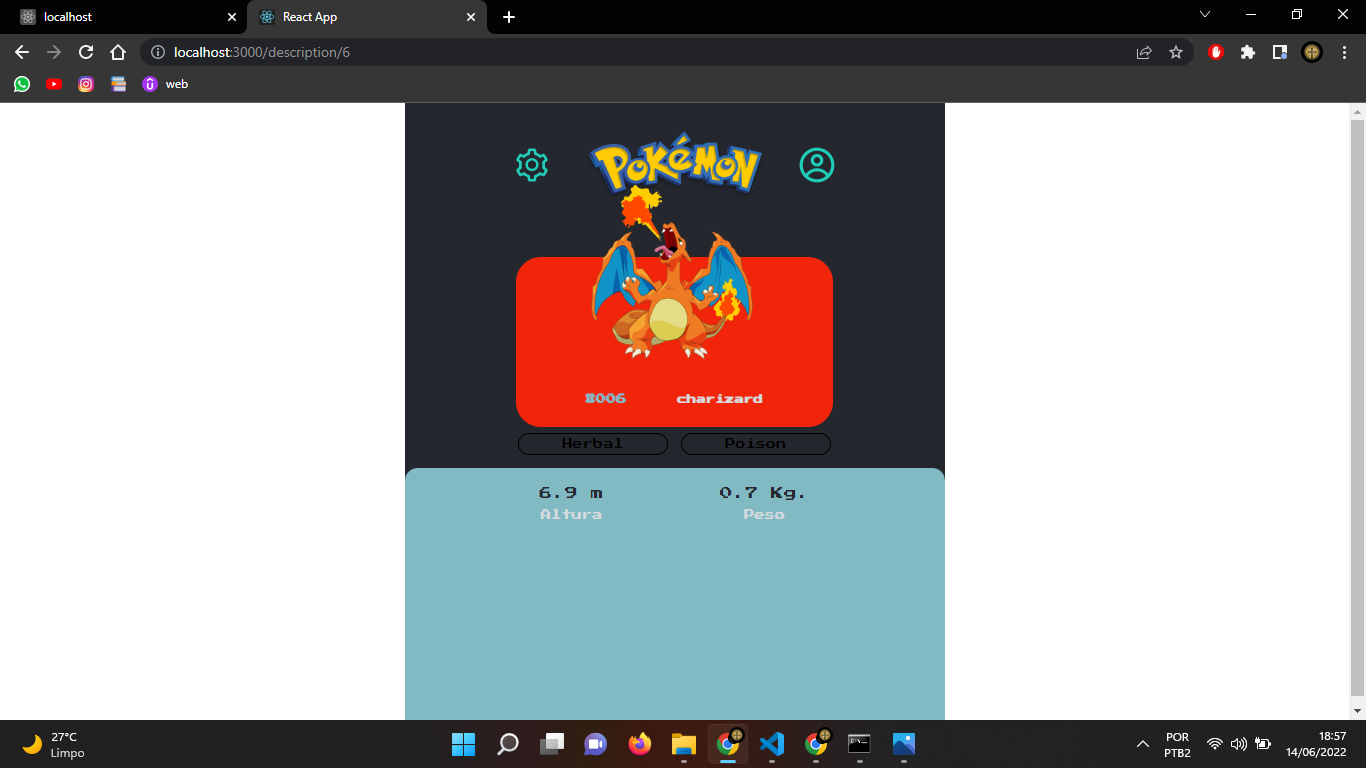 localhost
React App
localhost:3000/description/6
web
POKéMON
#006 charizard
Herbal Poison
6.9 m 0.7 Kg.
Altura Peso
27°C
Limpo
POR
PTB2
18:57
14/06/2022